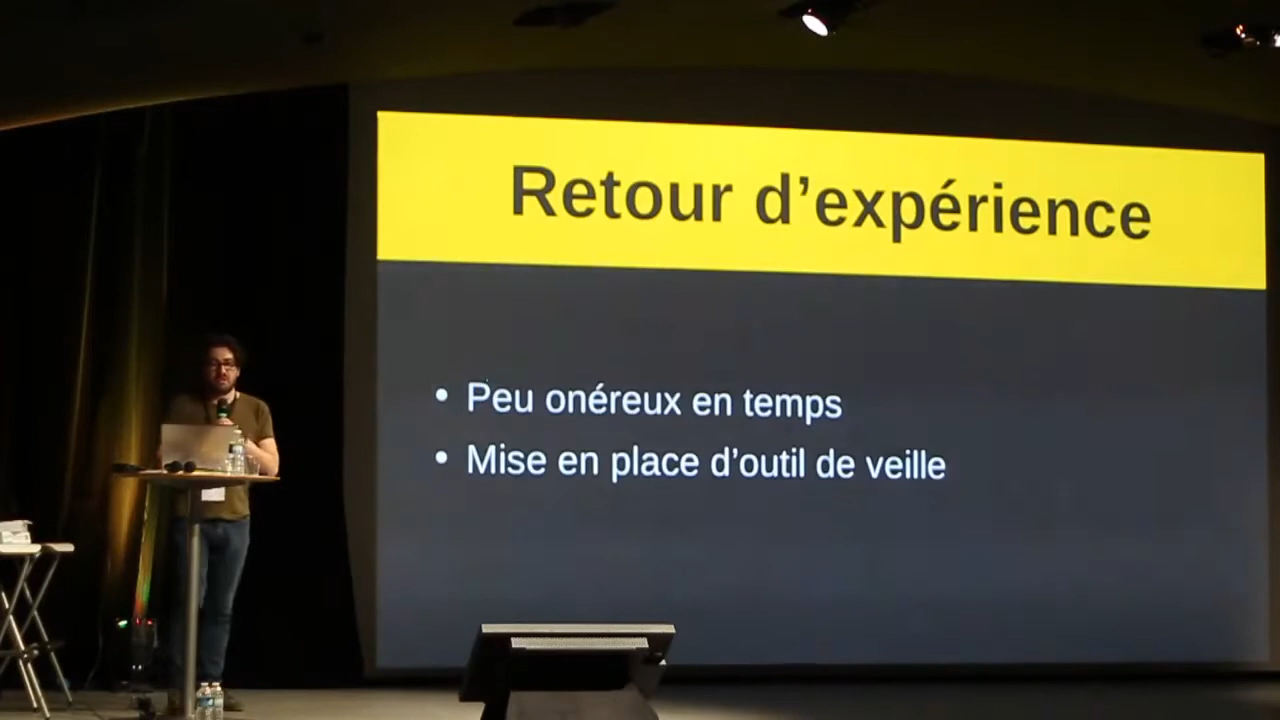 Retour d’expérience
• Peu onéreux en temps
• Mise en place d’outil de veille